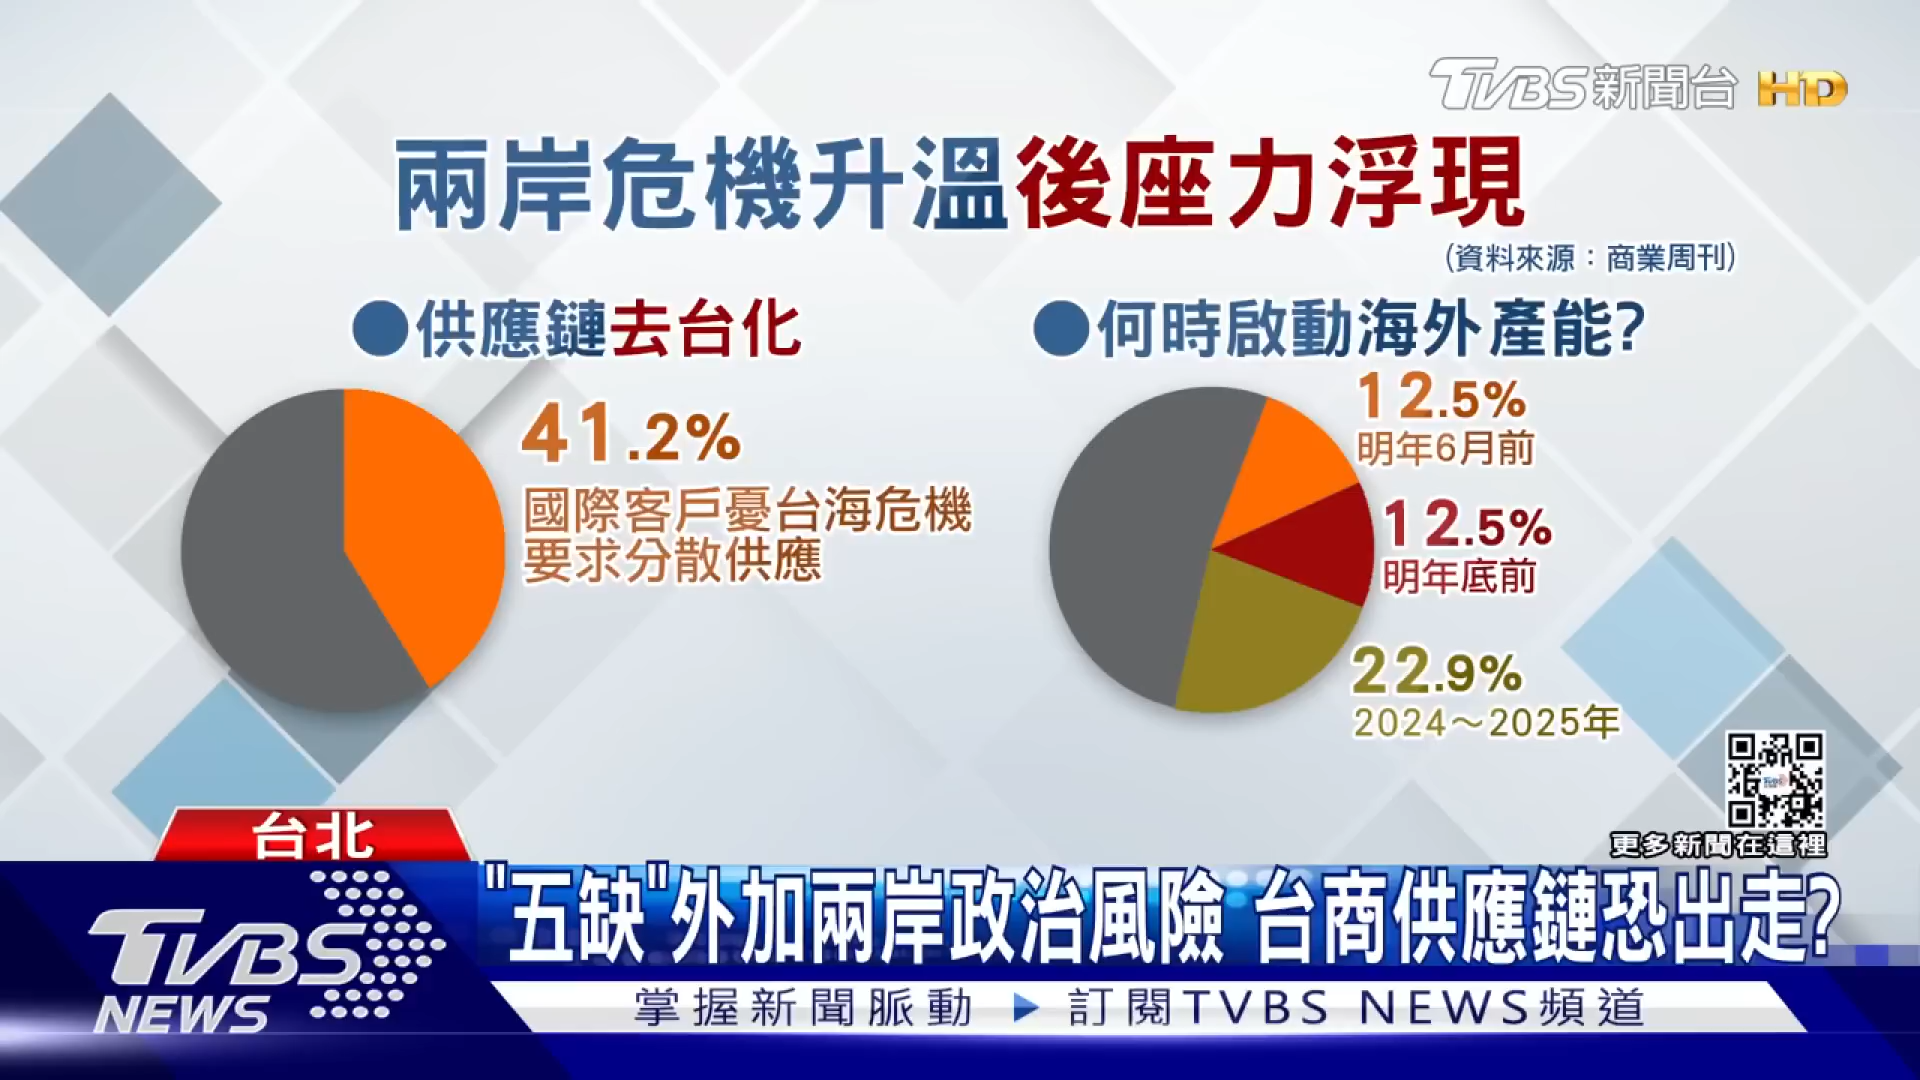 TVBS新聞台 HD
兩岸危機升溫後座力浮現
(資料來源：商業周刊)
●供應鏈去台化
41.2%
國際客戶憂台海危機
要求分散供應
●何時啟動海外產能?
12.5%
明年6月前
12.5%
明年底前
22.9%
2024～2025年
更多新聞在這裡
台北
"五缺"外加兩岸政治風險 台商供應鏈恐出走?
TVBS
NEWS
掌握新聞脈動 ▶ 訂閱TVBS NEWS頻道